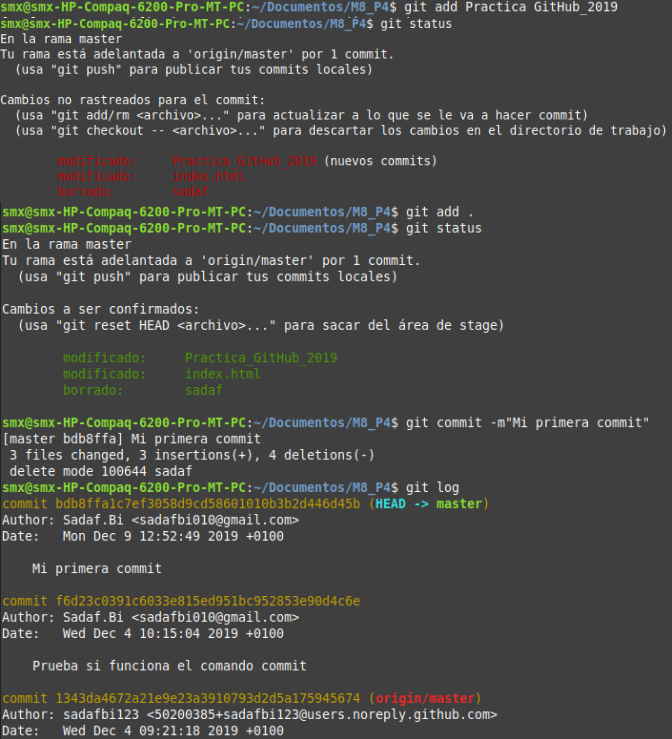 smx@smx-HP-Compaq-6200-Pro-MT-PC:~/Documentos/M8_P4$ git add Practica GitHub_2019
smx@smx-HP-Compaq-6200-Pro-MT-PC:~/Documentos/M8_P4$ git status
En la rama master
Tu rama está adelantada a 'origin/master' por 1 commit.
  (usa "git push" para publicar tus commits locales)

Cambios no rastreados para el commit:
  (usa "git add/rm <archivo>..." para actualizar a lo que se le va a hacer commit)
  (usa "git checkout -- <archivo>..." para descartar los cambios en el directorio de trabajo)

        modificado:     Practica_GitHub_2019 (nuevos commits)
        modificado:     index.html
        borrado:        sadaf
smx@smx-HP-Compaq-6200-Pro-MT-PC:~/Documentos/M8_P4$ git add .
smx@smx-HP-Compaq-6200-Pro-MT-PC:~/Documentos/M8_P4$ git status
En la rama master
Tu rama está adelantada a 'origin/master' por 1 commit.
  (usa "git push" para publicar tus commits locales)

Cambios a ser confirmados:
  (usa "git reset HEAD <archivo>..." para sacar del área de stage)

        modificado:     Practica_GitHub_2019
        modificado:     index.html
        borrado:        sadaf

smx@smx-HP-Compaq-6200-Pro-MT-PC:~/Documentos/M8_P4$ git commit -m"Mi primera commit"
[master bdb8ffa] Mi primera commit
 3 files changed, 3 insertions(+), 4 deletions(-)
 delete mode 100644 sadaf
smx@smx-HP-Compaq-6200-Pro-MT-PC:~/Documentos/M8_P4$ git log
commit bdb8ffa1c7ef3058d9cd58601010b3b2d446d45b (HEAD -> master)
Author: Sadaf.Bi <sadafbi010@gmail.com>
Date:   Mon Dec 9 12:52:49 2019 +0100

    Mi primera commit

commit f6d23c0391c6033e815ed951bc952853e90d4c6e
Author: Sadaf.Bi <sadafbi010@gmail.com>
Date:   Wed Dec 4 10:15:04 2019 +0100

    Prueba si funciona el comando commit

commit 1343da4672a21e9e23a3910793d2d5a175945674 (origin/master)
Author: sadafbi123 <50200385+sadafbi123@users.noreply.github.com>
Date:   Wed Dec 4 09:21:18 2019 +0100